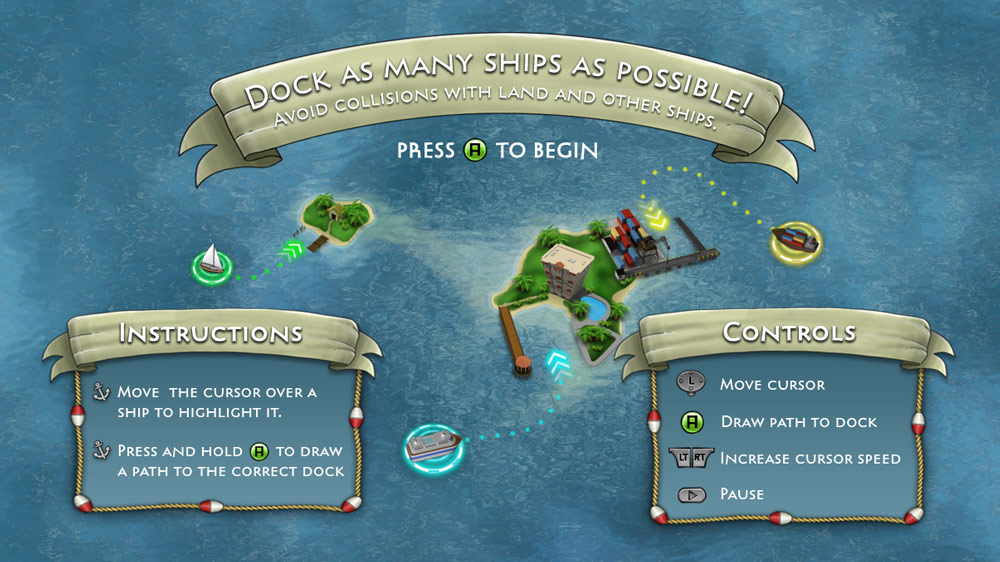 Dock as many ships as possible!
Avoid collisions with land and other ships.
Press A to begin
Instructions
Move the cursor over a
ship to highlight it.
Press and hold A to draw
a path to the correct dock
Controls
L Move cursor
A Draw path to dock
LT RT Increase cursor speed
Pause